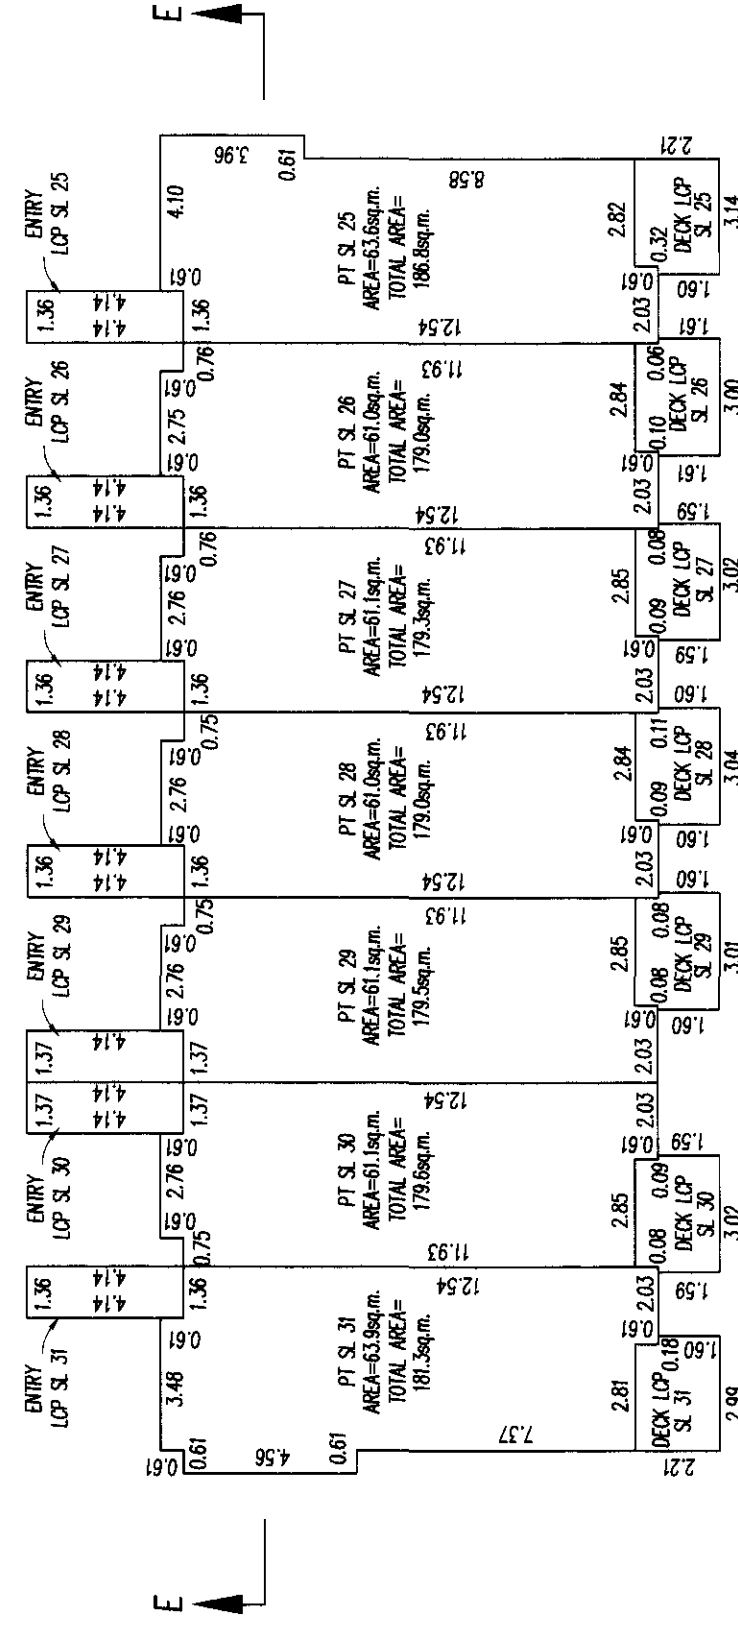 E
E
ENTRY
LCP SL 31
ENTRY
LCP SL 30
ENTRY
LCP SL 29
ENTRY
LCP SL 28
ENTRY
LCP SL 27
ENTRY
LCP SL 26
ENTRY
LCP SL 25
1.36
4.14
4.14
1.37
4.14
4.14
1.37
4.14
1.36
4.14
4.14
1.36
4.14
4.14
1.36
4.14
4.14
1.36
4.14
4.14
0.61
0.61
3.48
0.61
1.36
0.75
0.61
2.76
0.61
1.37
1.37
0.61
2.76
0.61
0.75
1.36
0.61
2.76
0.61
0.75
1.36
0.61
2.76
0.61
0.76
1.36
0.61
2.75
0.61
0.76
1.36
0.61
4.10
3.96
0.61
4.56
0.61
7.37
PT SL 31
AREA=63.9sq.m.
TOTAL AREA=
181.3sq.m.
12.54
11.93
PT SL 30
AREA=61.1sq.m.
TOTAL AREA=
179.6sq.m.
12.54
PT SL 29
AREA=61.1sq.m.
TOTAL AREA=
179.5sq.m.
11.93
12.54
PT SL 28
AREA=61.0sq.m.
TOTAL AREA=
179.0sq.m.
11.93
12.54
PT SL 27
AREA=61.1sq.m.
TOTAL AREA=
179.3sq.m.
11.93
12.54
PT SL 26
AREA=61.0sq.m.
TOTAL AREA=
179.0sq.m.
11.93
12.54
PT SL 25
AREA=63.6sq.m.
TOTAL AREA=
186.8sq.m.
8.58
2.81
0.61
2.03
2.85
0.61
2.03
2.03
0.61
2.85
2.03
0.61
2.84
2.03
0.61
2.85
2.03
0.61
2.84
2.03
0.61
2.82
2.21
DECK LCP
SL 31
0.18
1.60
2.99
1.59
0.08
DECK LCP
SL 30
0.09
1.59
3.02
1.60
0.08
DECK LCP
SL 29
0.08
1.60
3.01
1.60
0.09
DECK LCP
SL 28
0.11
1.60
3.04
1.59
0.09
DECK LCP
SL 27
0.08
1.59
3.02
1.61
0.10
DECK LCP
SL 26
0.06
1.61
3.00
1.60
0.32
DECK LCP
SL 25
2.21
3.14